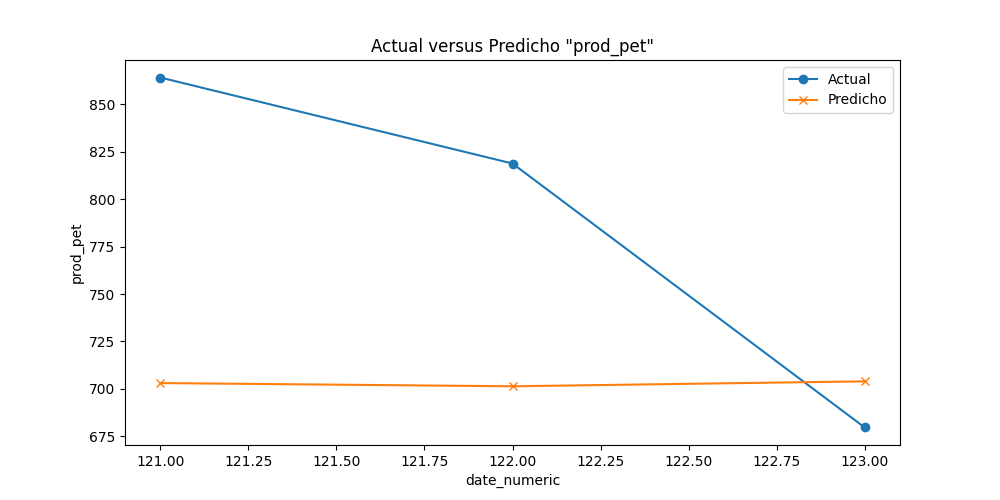 Actual versus Predicho "prod_pet"
Actual
Predicho
850
825
800
775
750
725
700
675
prod_pet
121.00 121.25 121.50 121.75 122.00 122.25 122.50 122.75 123.00
date_numeric